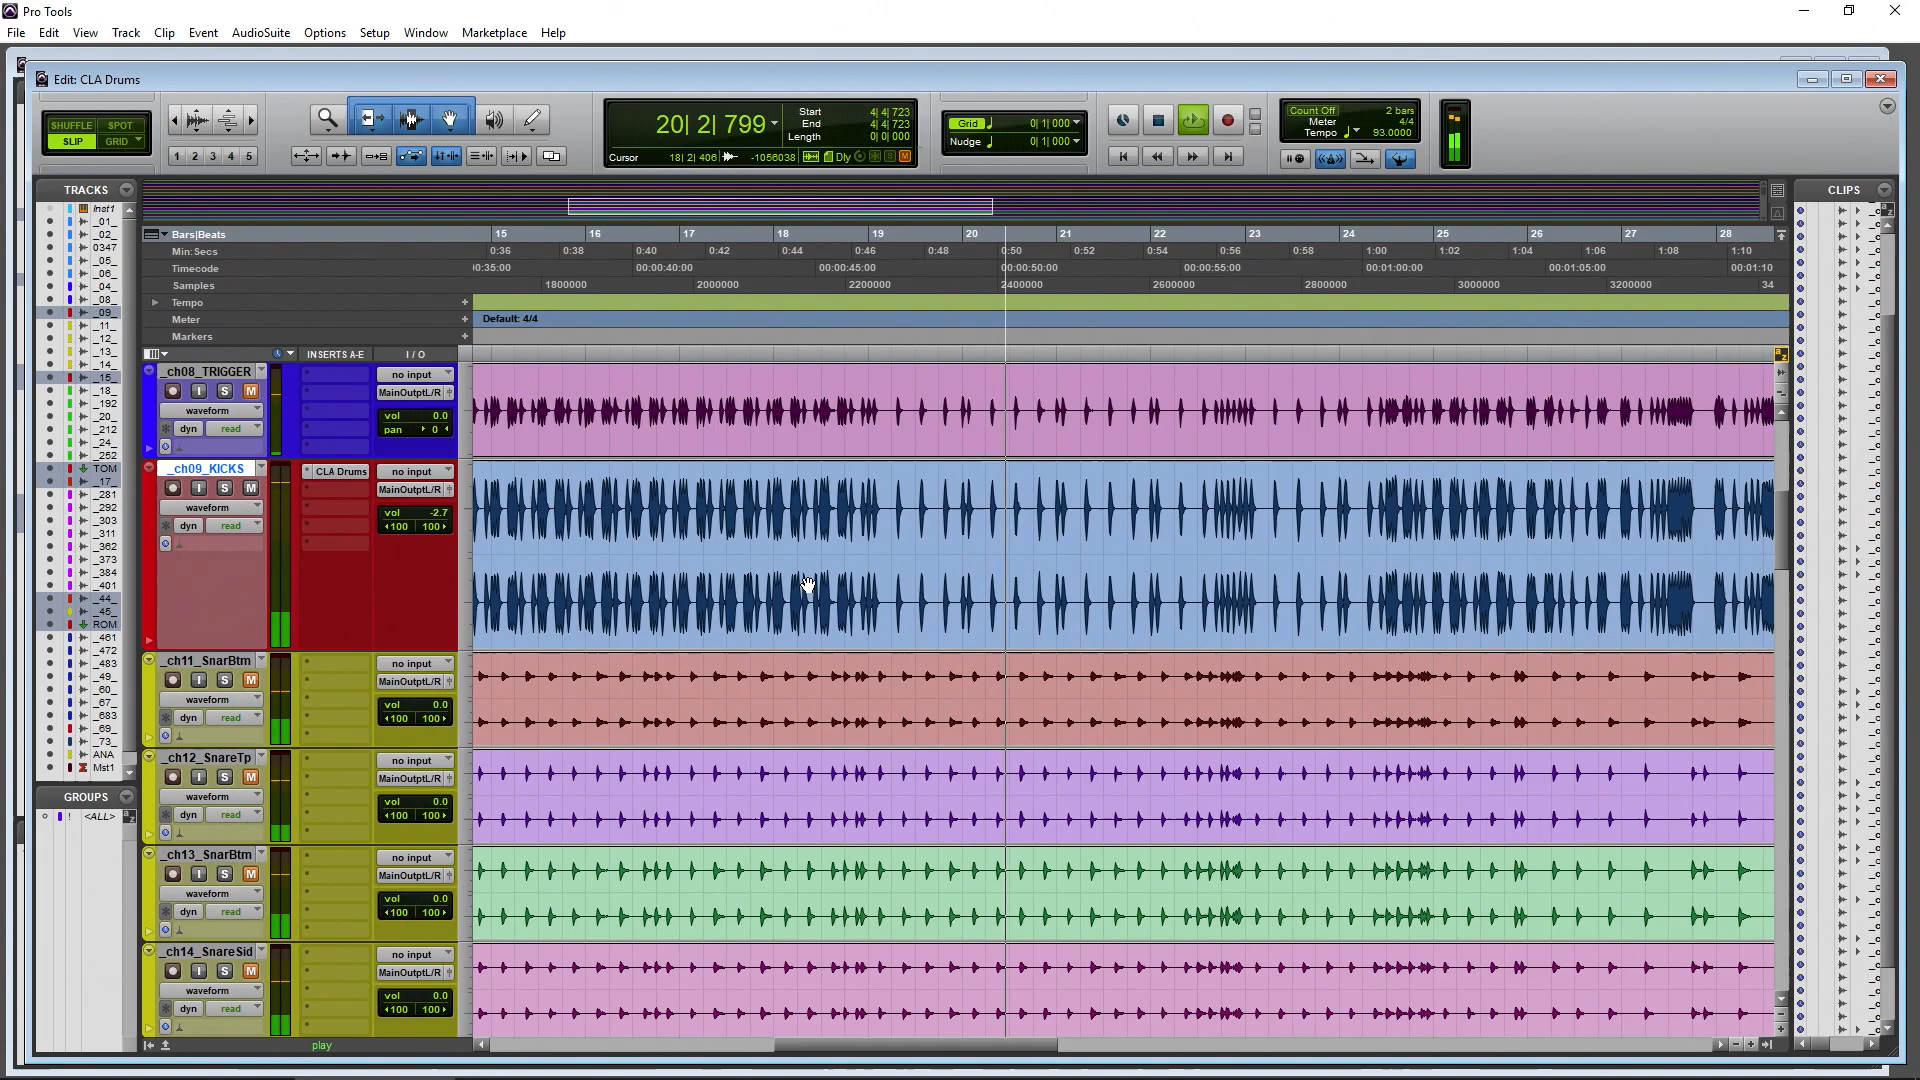 Pro Tools
File Edit View Track Clip Event AudioSuite Options Setup Window Marketplace Help
Edit: CLA Drums
SHUFFLE SPOT
SLIP GRID
1 2 3 4 5
20| 2| 799
Start 4| 4| 723
End 4| 4| 723
Length 0| 0| 000
Cursor 18| 2| 406 -1056038 Dly S M
Grid 0| 1| 000
Nudge 0| 1| 000
Count Off 2 bars
Meter 4/4
Tempo 93.0000
TRACKS
Inst1
_01_
_02_
0347
_05_
_06_
_04_
_08_
_09_
_11_
_12_
_13_
_14_
_15_
_18_
_192
_20_
_212
_24_
_252
TOM
_17_
_281
_292
_303
_311
_362
_373
_384
_401
_44_
_45_
ROM
_461
_472
_483
_49_
_60_
_67_
_683
_69_
_73_
ANA
Mst1
GROUPS
! <ALL>
Bars|Beats 15 16 17 18 19 20 21 22 23 24 25 26 27 28
Min:Secs 0:36 0:38 0:40 0:42 0:44 0:46 0:48 0:50 0:52 0:54 0:56 0:58 1:00 1:02 1:04 1:06 1:08 1:10
Timecode 00:00:40:00 00:00:45:00 00:00:50:00 00:00:55:00 00:01:00:00 00:01:05:00 00:01:10
Samples 1800000 2000000 2200000 2400000 2600000 2800000 3000000 3200000 34
Tempo
Meter Default: 4/4
Markers
INSERTS A-E I / O
_ch08_TRIGGER no input
I S M MainOutptL/R
waveform vol 0.0
dyn read pan 0
_ch09_KICKS CLA Drums no input
I S M MainOutptL/R
waveform vol -2.7
dyn read 100 100
_ch11_SnarBtm no input
I S M MainOutptL/R
waveform vol 0.0
dyn read 100 100
_ch12_SnareTp no input
I S M MainOutptL/R
waveform vol 0.0
dyn read 100 100
_ch13_SnarBtm no input
I S M MainOutptL/R
waveform vol 0.0
dyn read 100 100
_ch14_SnareSid no input
I S M MainOutptL/R
waveform vol 0.0
dyn read 100 100
play
CLIPS